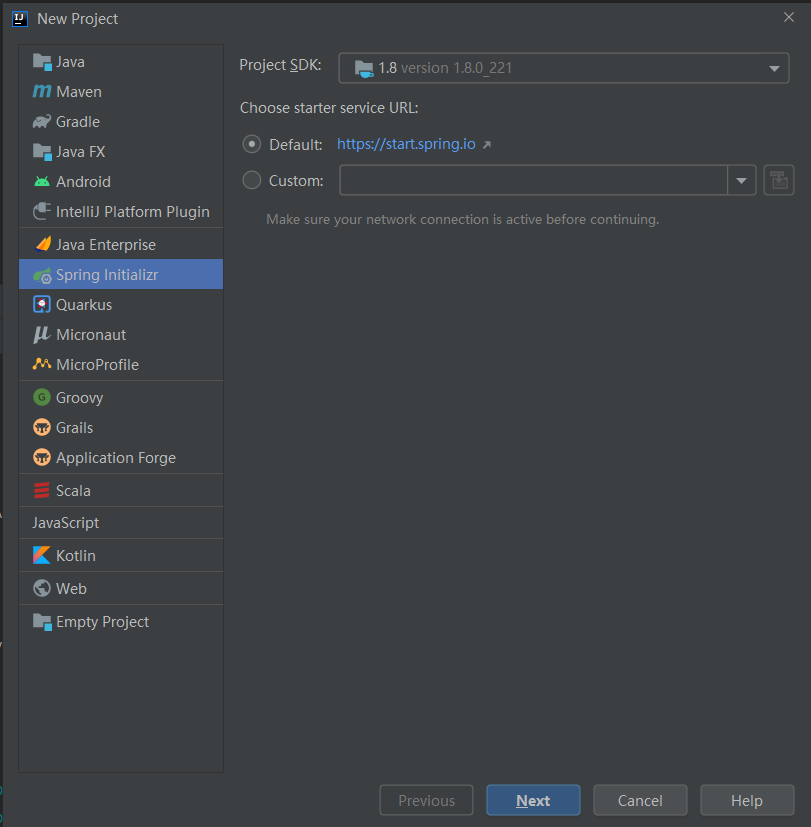 New Project
Java
Maven
Gradle
Java FX
Android
IntelliJ Platform Plugin
Java Enterprise
Spring Initializr
Quarkus
Micronaut
MicroProfile
Groovy
Grails
Application Forge
Scala
JavaScript
Kotlin
Web
Empty Project
Project SDK: 1.8 version 1.8.0_221
Choose starter service URL:
Default: https://start.spring.io
Custom:
Make sure your network connection is active before continuing.
Previous Next Cancel Help